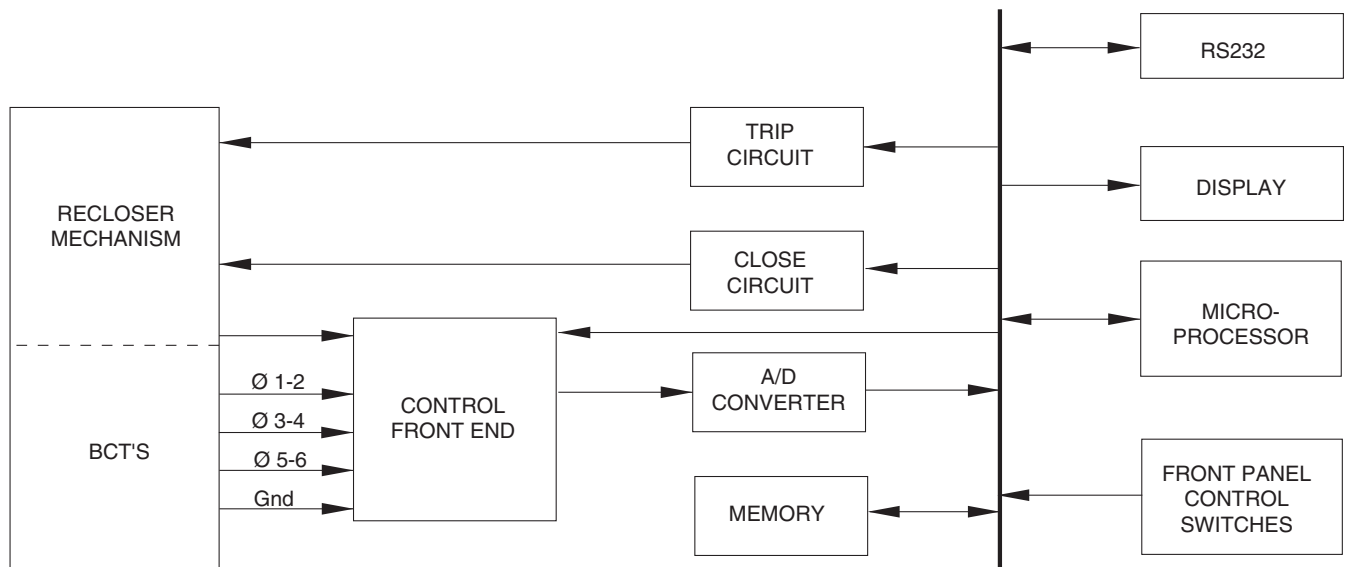 RS232
TRIP
CIRCUIT
DISPLAY
RECLOSER
MECHANISM
CLOSE
CIRCUIT
MICRO-
PROCESSOR
Ø 1-2
A/D
CONVERTER
CONTROL
FRONT END
Ø 3-4
BCT'S
Ø 5-6
Gnd
MEMORY
FRONT PANEL
CONTROL
SWITCHES